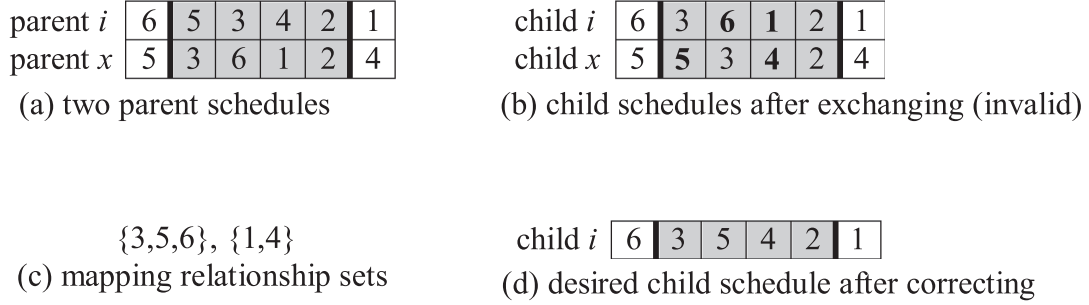 parent i 6 5 3 4 2 1
parent x 5 3 6 1 2 4
(a) two parent schedules
child i 6 3 6 1 2 1
child x 5 5 3 4 2 4
(b) child schedules after exchanging (invalid)
{3,5,6}, {1,4}
(c) mapping relationship sets
child i 6 3 5 4 2 1
(d) desired child schedule after correcting